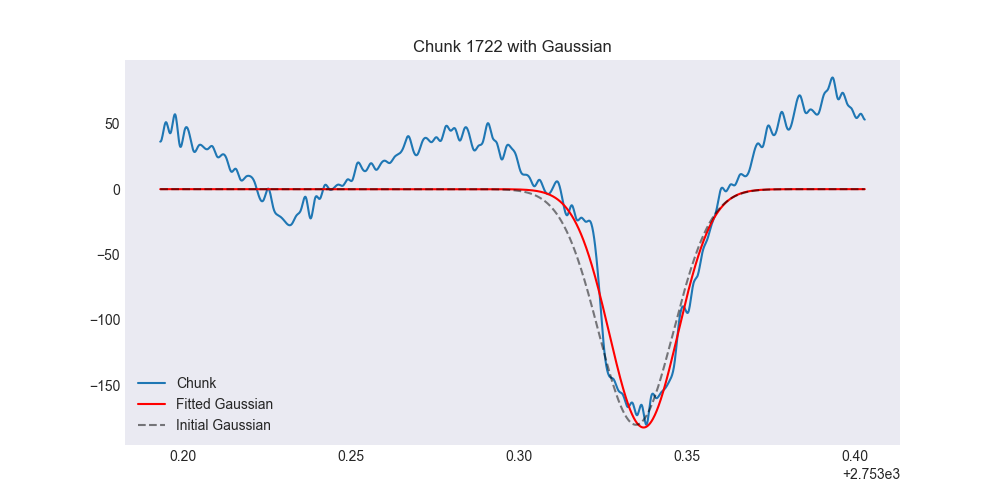 Chunk 1722 with Gaussian
50
0
−50
−100
−150
Chunk
Fitted Gaussian
Initial Gaussian
0.20 0.25 0.30 0.35 0.40
+2.753e3